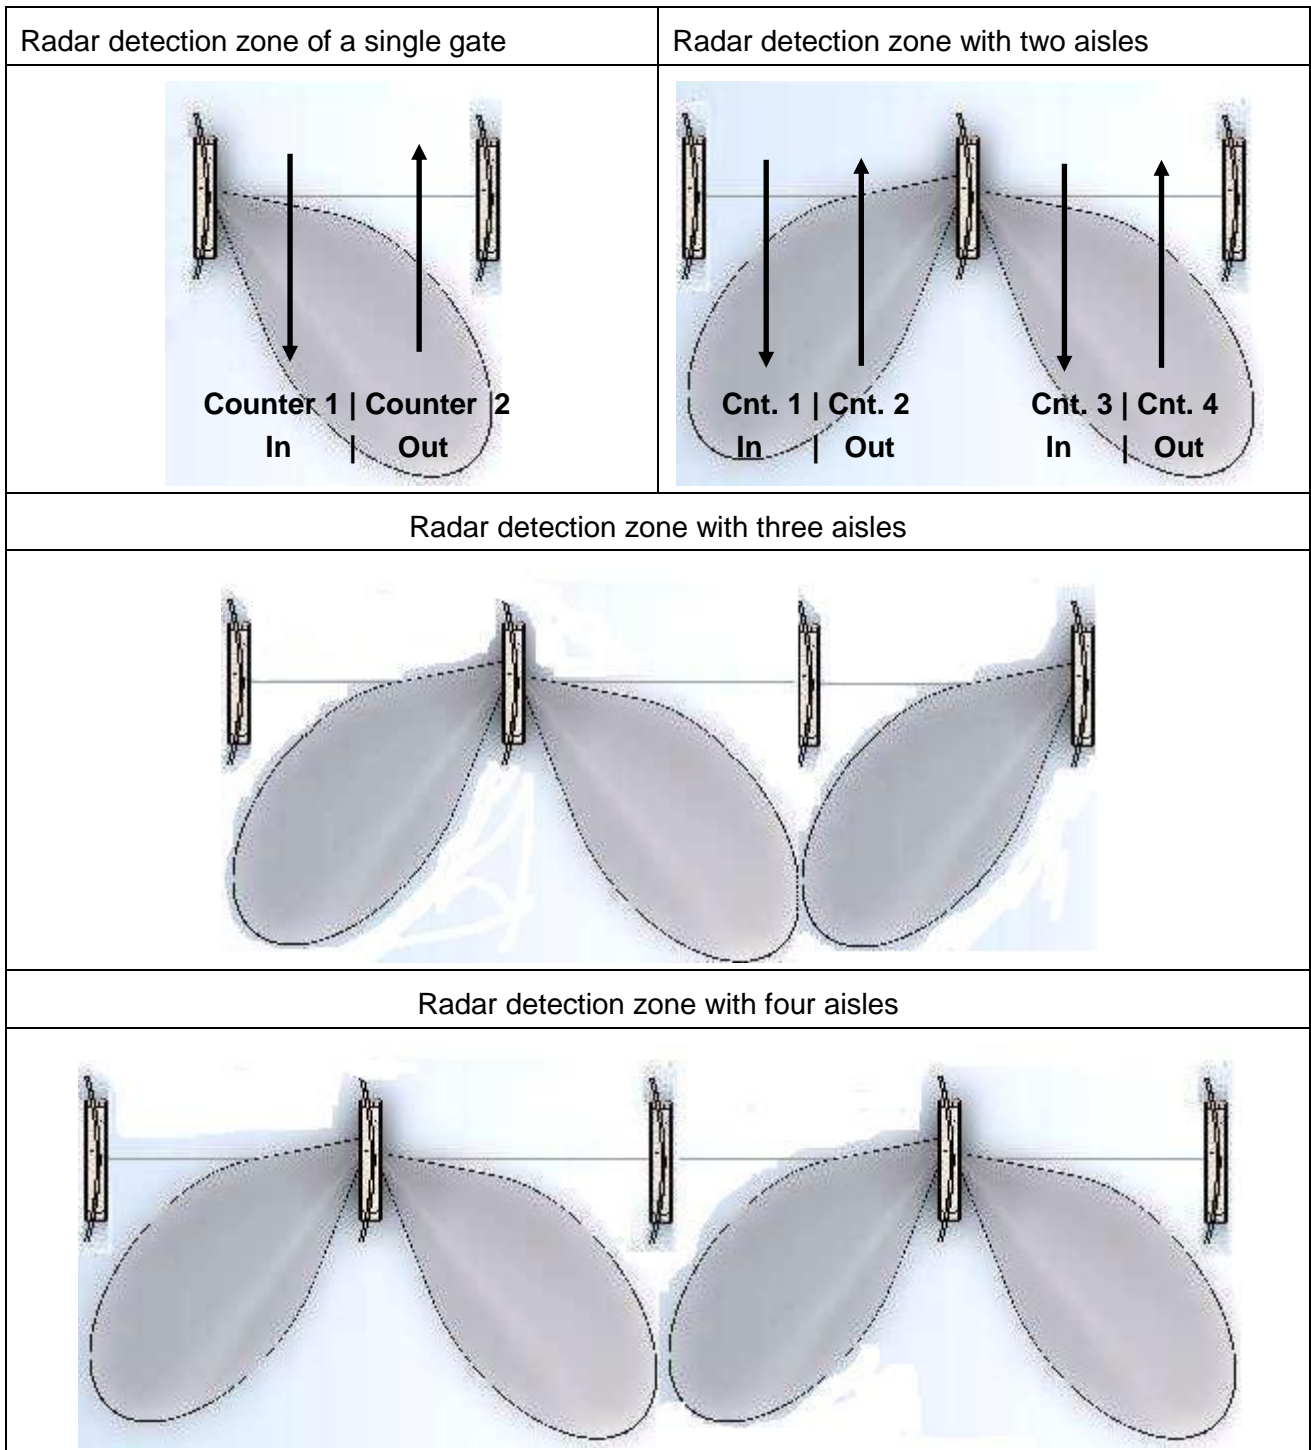 Radar detection zone of a single gate
Radar detection zone with two aisles
Counter 1 | Counter |2
In | Out
Cnt. 1 | Cnt. 2
In | Out
Cnt. 3 | Cnt. 4
In | Out
Radar detection zone with three aisles
Radar detection zone with four aisles